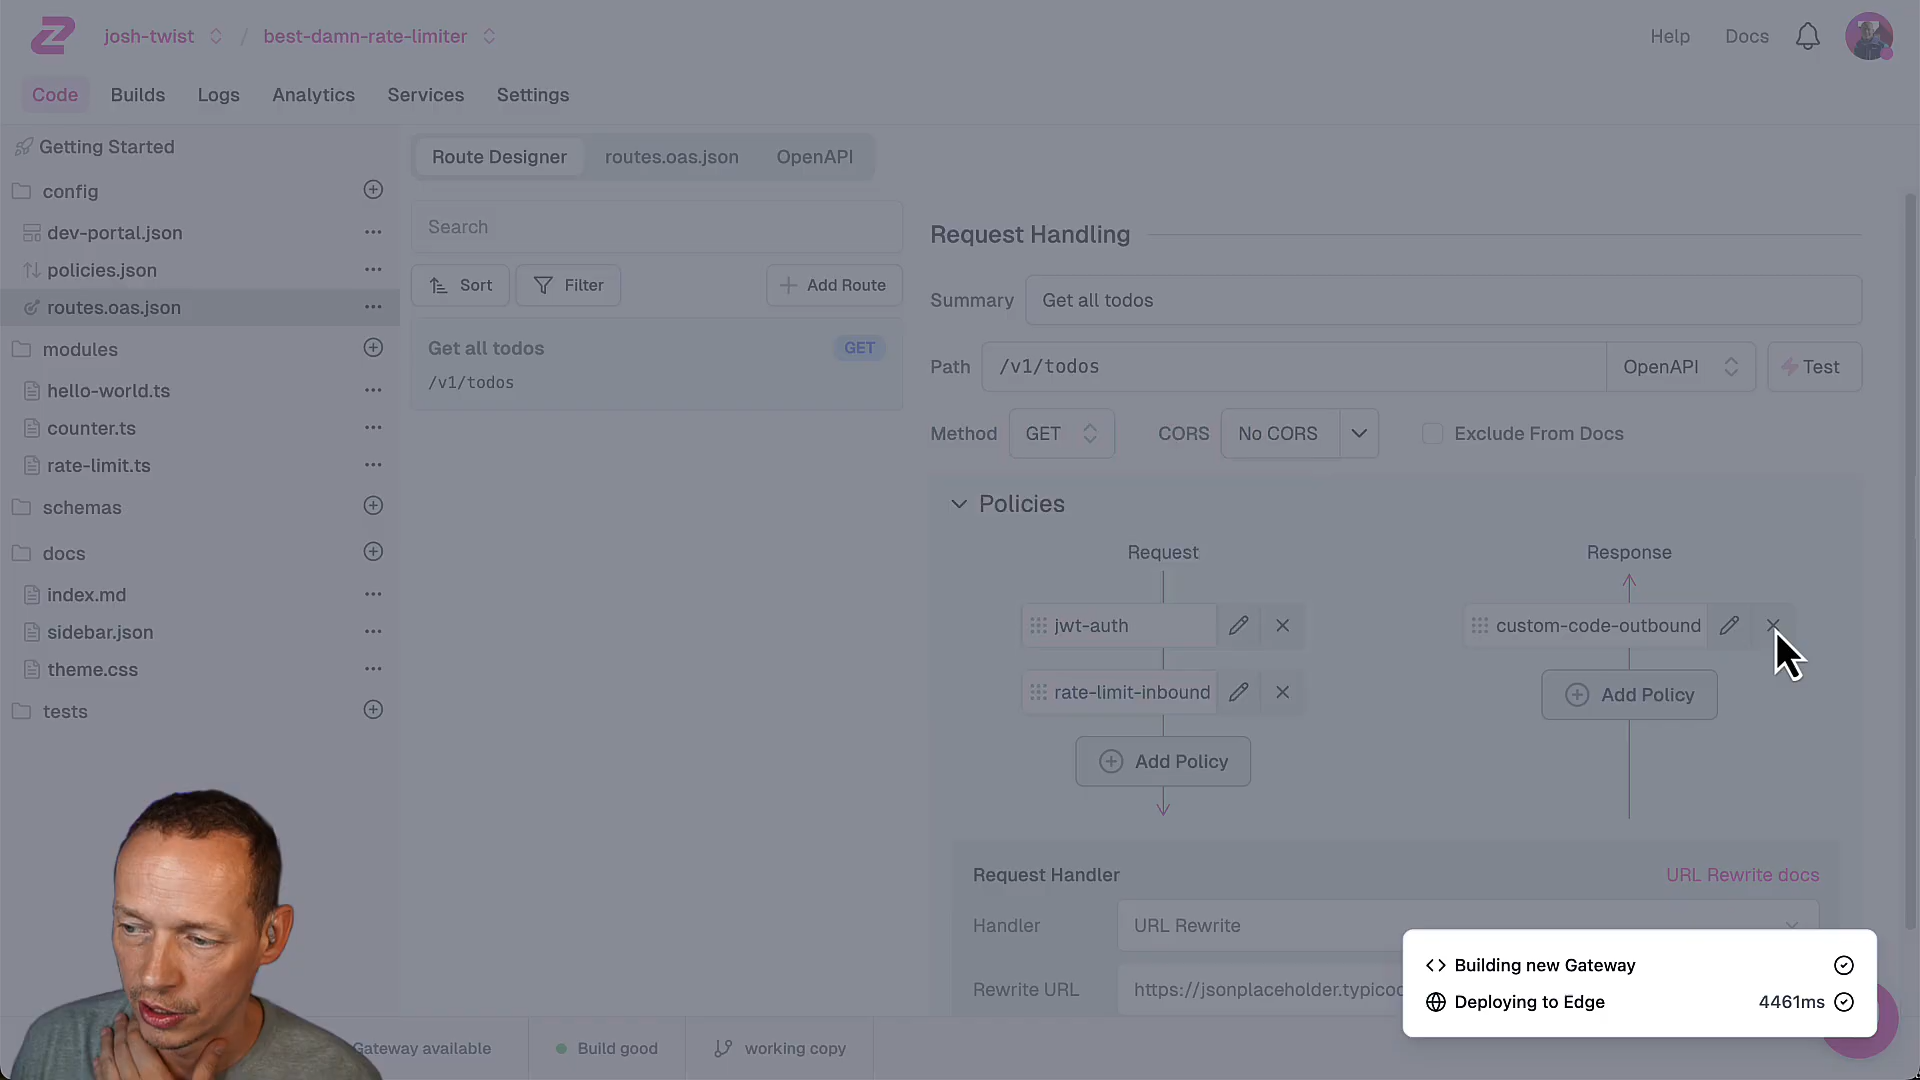 josh-twist / best-damn-rate-limiter
Help Docs
Code Builds Logs Analytics Services Settings
Getting Started
config
dev-portal.json
policies.json
routes.oas.json
modules
hello-world.ts
counter.ts
rate-limit.ts
schemas
docs
index.md
sidebar.json
theme.css
tests
Route Designer routes.oas.json OpenAPI
Search
Sort Filter Add Route
Get all todos GET
/v1/todos
Request Handling
Summary Get all todos
Path /v1/todos OpenAPI Test
Method GET CORS No CORS Exclude From Docs
Policies
Request Response
jwt-auth custom-code-outbound
rate-limit-inbound Add Policy
Add Policy
Request Handler URL Rewrite docs
Handler URL Rewrite
Rewrite URL https://jsonplaceholder.typicod
Building new Gateway
Deploying to Edge 4461ms
Gateway available Build good working copy